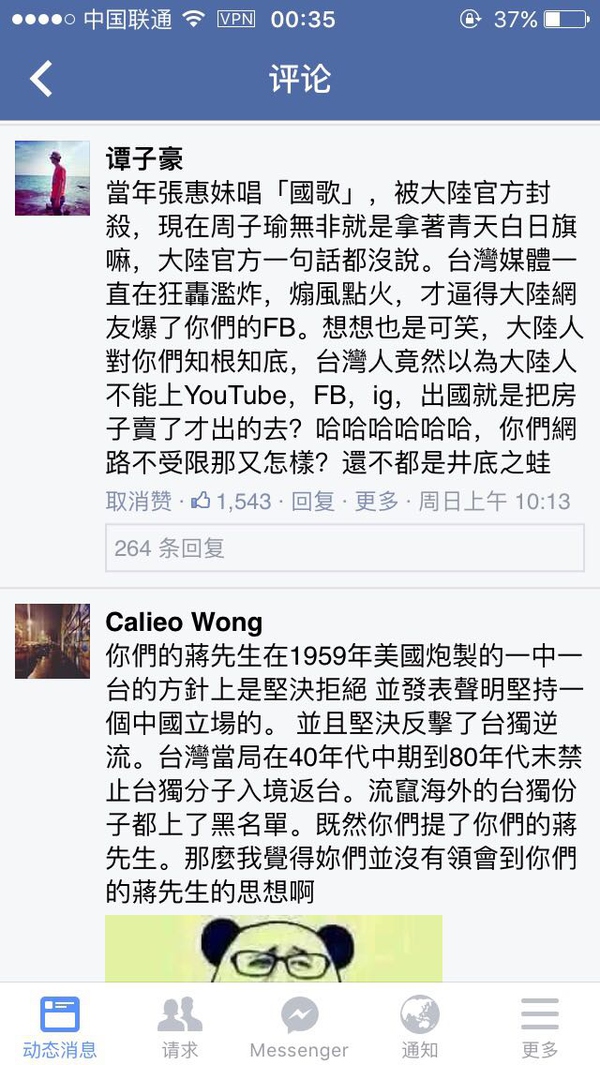 中国联通 VPN 00:35 37%
评论
谭子豪
當年張惠妹唱「國歌」，被大陸官方封
殺，現在周子瑜無非就是拿著青天白日旗
嘛，大陸官方一句話都沒說。台灣媒體一
直在狂轟濫炸，煽風點火，才逼得大陸網
友爆了你們的FB。想想也是可笑，大陸人
對你們知根知底，台灣人竟然以為大陸人
不能上YouTube，FB，ig，出國就是把房
子賣了才出的去？哈哈哈哈哈哈，你們網
路不受限那又怎樣？還不都是井底之蛙
取消赞 · 1,543 · 回复 · 更多 · 周日上午 10:13
264 条回复
Calieo Wong
你們的蔣先生在1959年美國炮製的一中一
台的方針上是堅決拒絕 並發表聲明堅持一
個中國立場的。 並且堅決反擊了台獨逆
流。台灣當局在40年代中期到80年代末禁
止台獨分子入境返台。流竄海外的台獨份
子都上了黑名單。既然你們提了你們的蔣
先生。那麼我覺得妳們並沒有領會到你們
的蔣先生的思想啊
动态消息 请求 Messenger 通知 更多